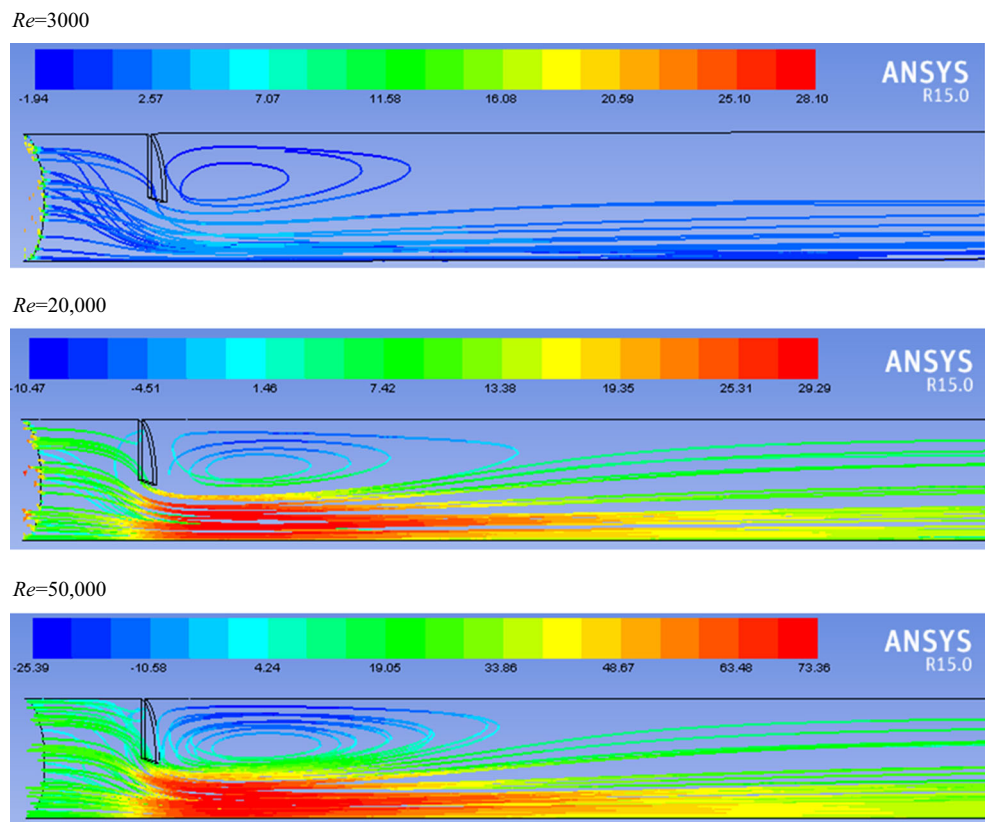 Re=3000
ANSYS
R15.0
-1.94 2.57 7.07 11.58 16.08 20.59 25.10 28.10
Re=20,000
ANSYS
R15.0
-10.47 -4.51 1.46 7.42 13.38 19.35 25.31 29.29
Re=50,000
ANSYS
R15.0
-25.39 -10.58 4.24 19.05 33.86 48.67 63.48 73.36